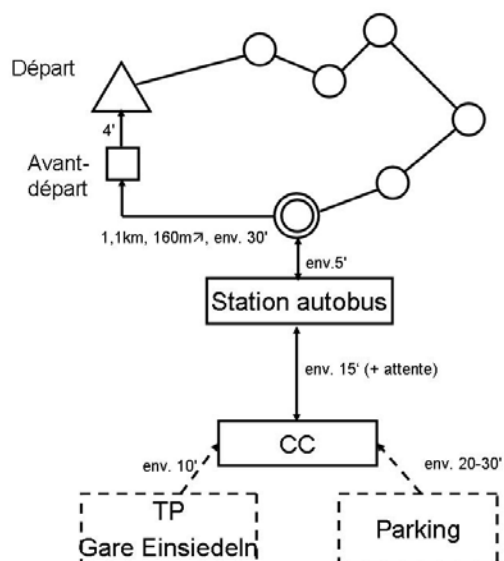 Départ
4'
Avant-
départ
1,1km, 160m↗, env. 30'
env.5'
Station autobus
env. 15' (+ attente)
CC
env. 10'
env. 20-30'
TP
Gare Einsiedeln
Parking